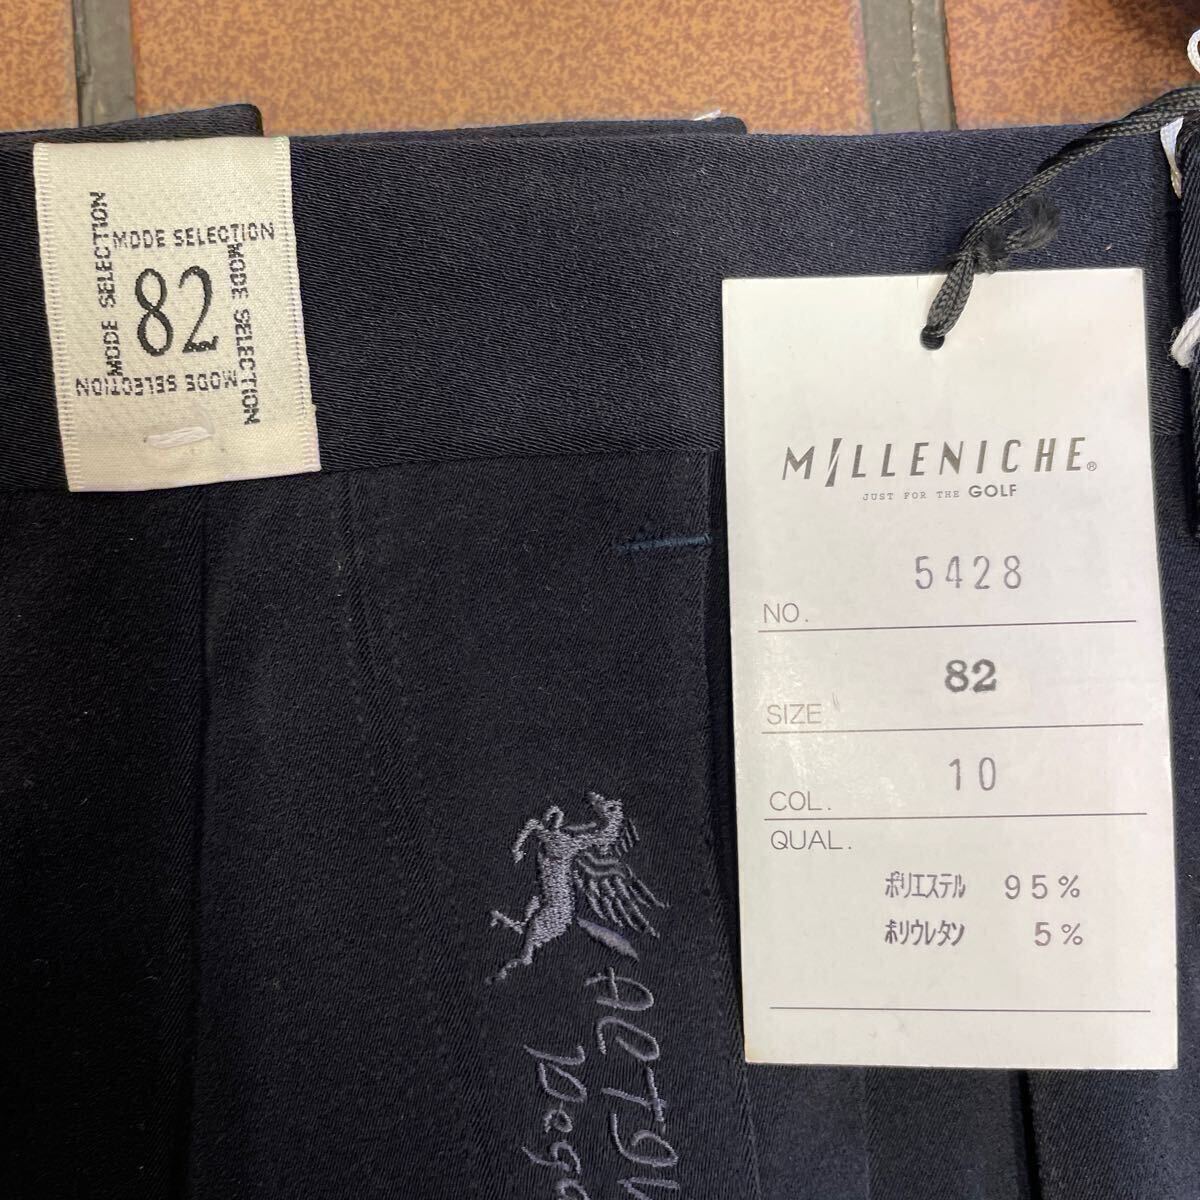 MODE SELECTION
MODE SELECTION
82
MODE SELECTION
MODE SELECTION
MILLENICHE®
JUST FOR THE GOLF
NO. 5428
SIZE 82
COL. 10
QUAL.
ポリエステル 95%
ポリウレタン 5%